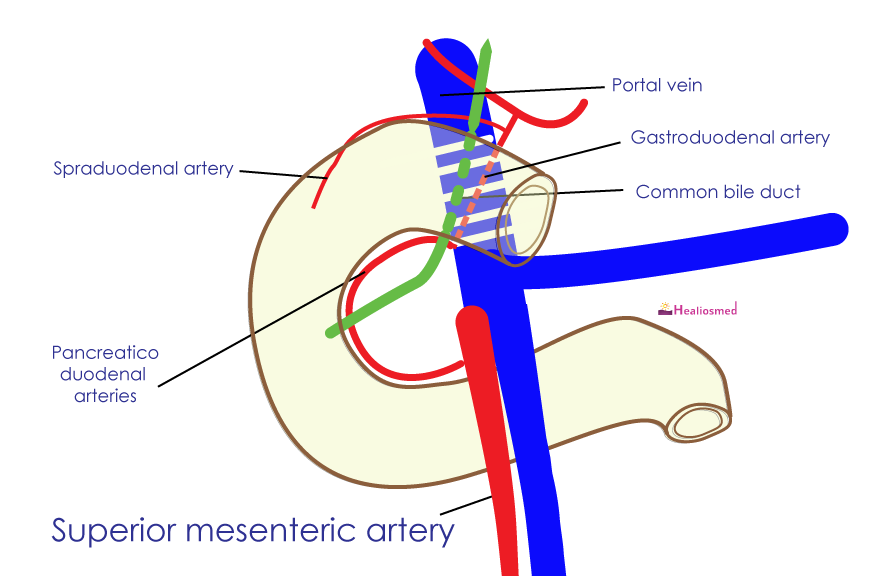 Portal vein
Gastroduodenal artery
Spraduodenal artery
Common bile duct
Healiosmed
Pancreatico
duodenal
arteries
Superior mesenteric artery